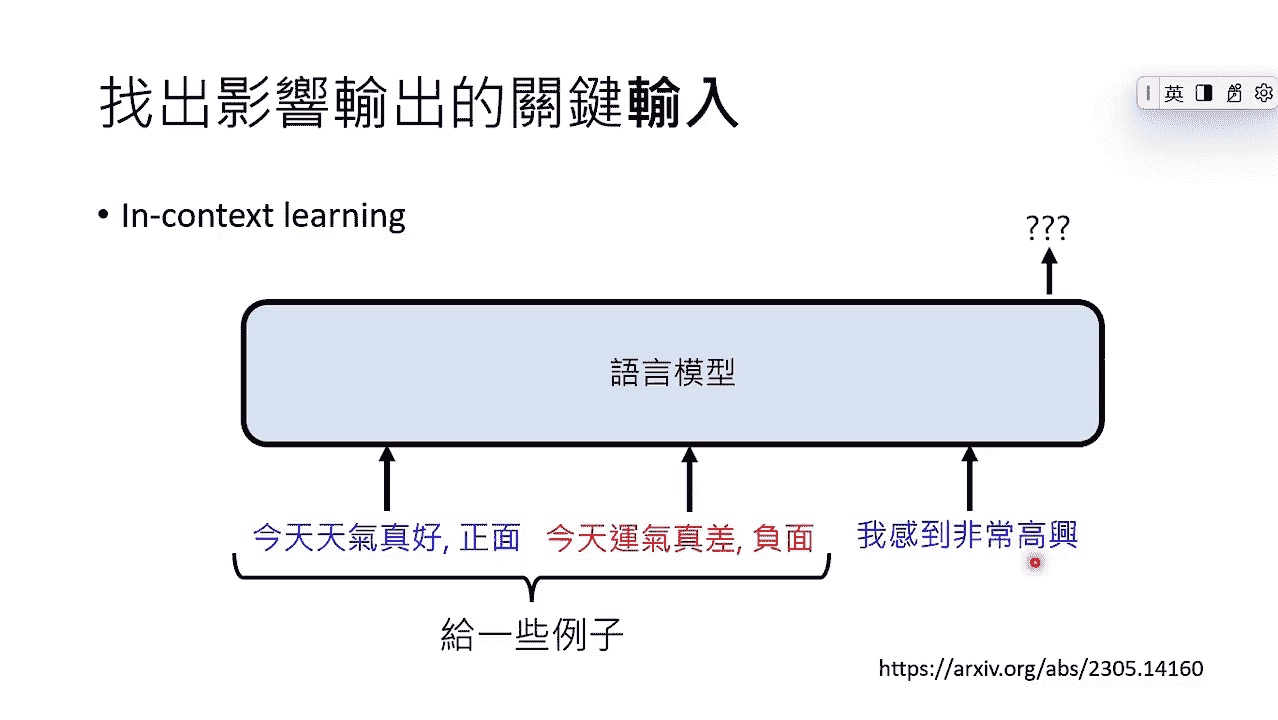 找出影響輸出的關鍵輸入
英
• In-context learning
???
語言模型
今天天氣真好, 正面 今天運氣真差, 負面 我感到非常高興
給一些例子
https://arxiv.org/abs/2305.14160